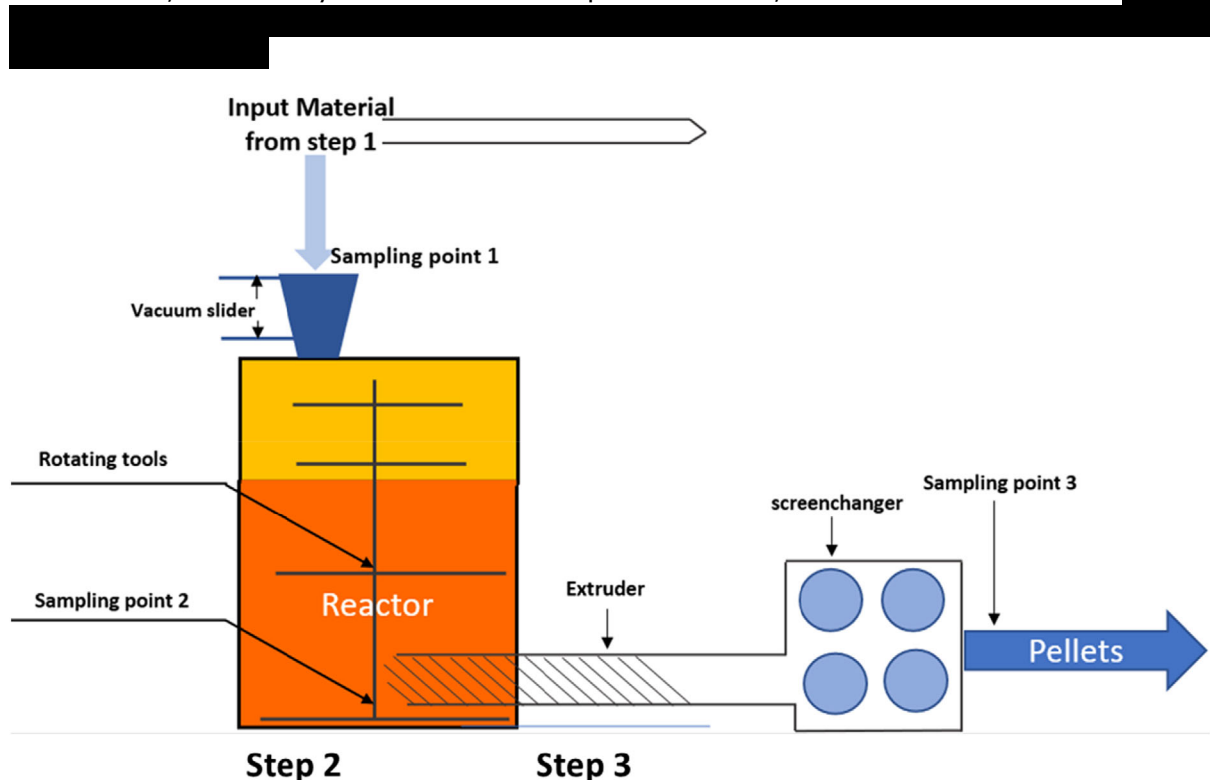 Input Material
from step 1
Sampling point 1
Vacuum slider
Rotating tools
Sampling point 3
screenchanger
Extruder
Sampling point 2
Reactor
Pellets
Step 2
Step 3